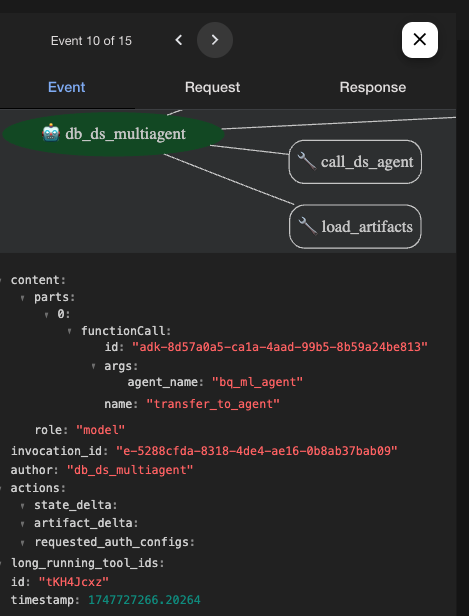 Event 10 of 15
Event Request Response
db_ds_multiagent
call_ds_agent
load_artifacts
content:
parts:
0:
functionCall:
id: "adk-8d57a0a5-ca1a-4aad-99b5-8b59a24be813"
args:
agent_name: "bq_ml_agent"
name: "transfer_to_agent"
role: "model"
invocation_id: "e-5288cfda-8318-4de4-ae16-0b8ab37bab09"
author: "db_ds_multiagent"
actions:
state_delta:
artifact_delta:
requested_auth_configs:
long_running_tool_ids:
id: "tKH4Jcxz"
timestamp: 1747727266.20264